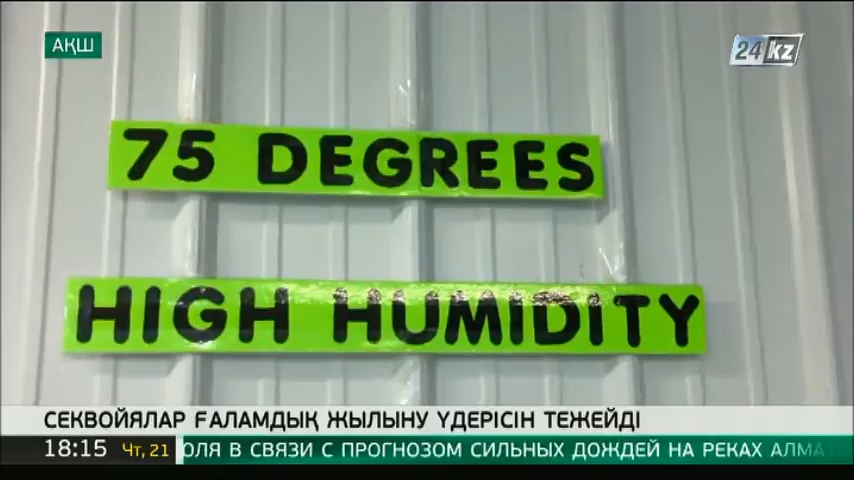 АҚШ
24kz
75 DEGREES
HIGH HUMIDITY
СЕКВОЙЯЛАР ҒАЛАМДЫҚ ЖЫЛЫНУ ҮДЕРІСІН ТЕЖЕЙДІ
18:15 Чт, 21 В СВЯЗИ С ПРОГНОЗОМ СИЛЬНЫХ ДОЖДЕЙ НА РЕКАХ